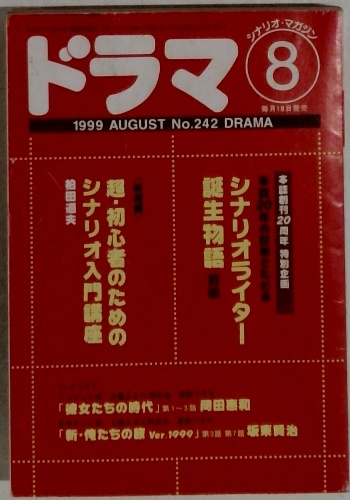 ドラマ
シナリオ・マガジン
8
毎月18日発売
1999 AUGUST No.242 DRAMA
本誌創刊20周年 特別企画
シナリオライター
誕生物語
超・初心者のための
シナリオ入門講座
柏田道夫
「彼女たちの時代」第1〜3話 岡田惠和
「新・俺たちの旅 Ver.1999」第3話 第7話 坂東賢治